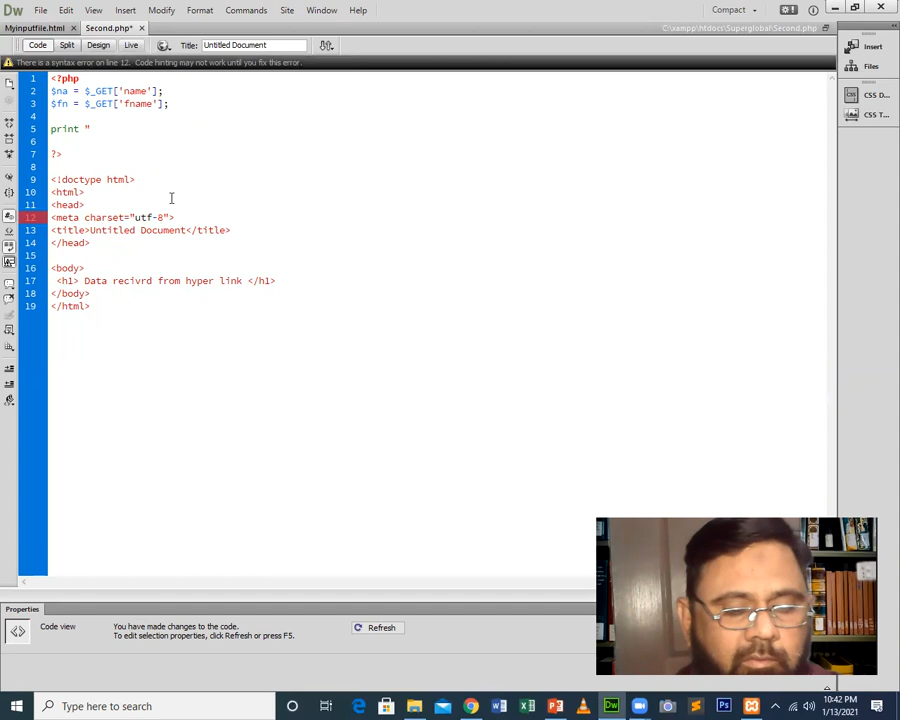 Dw File Edit View Insert Modify Format Commands Site Window Help Compact
Myinputfile.html × Second.php* × C:\xampp\htdocs\Superglobal\Second.php
Code Split Design Live Title: Untitled Document
There is a syntax error on line 12. Code hinting may not work until you fix this error.
Insert
Files
CSS D...
CSS T...
1 <?php
2 $na = $_GET['name'];
3 $fn = $_GET['fname'];
4
5 print "
6
7 ?>
8
9 <!doctype html>
10 <html>
11 <head>
12 <meta charset="utf-8">
13 <title>Untitled Document</title>
14 </head>
15
16 <body>
17 <h1> Data recivrd from hyper link </h1>
18 </body>
19 </html>
Properties
Code view You have made changes to the code. Refresh
To edit selection properties, click Refresh or press F5.
Type here to search
Dw
Ps
10:42 PM
1/13/2021